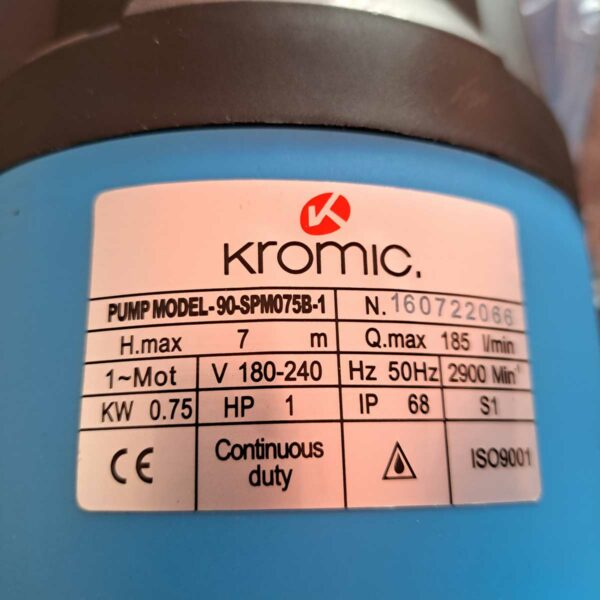 Kromic.
PUMP MODEL-90-SPM075B-1 N. 160722066
H.max 7 m Q.max 185 l/min
1~Mot V 180-240 Hz 50Hz 2900 Min⁻¹
KW 0.75 HP 1 IP 68 S1
CE Continuous duty ISO9001